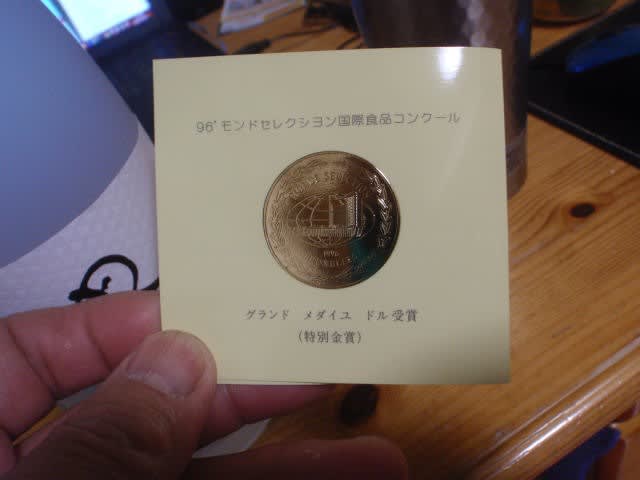 96' モンドセレクション国際食品コンクール
1996
グランド メダイユ ドル受賞
(特別金賞)